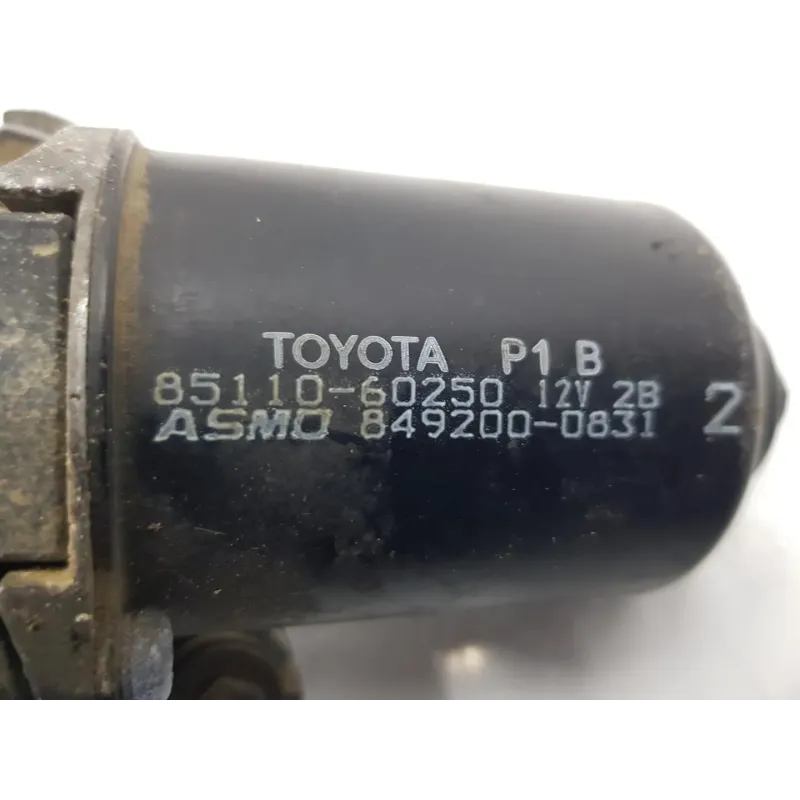 TOYOTA P1 B
85110-60250 12V 2B
ASMO 849200-0831 2